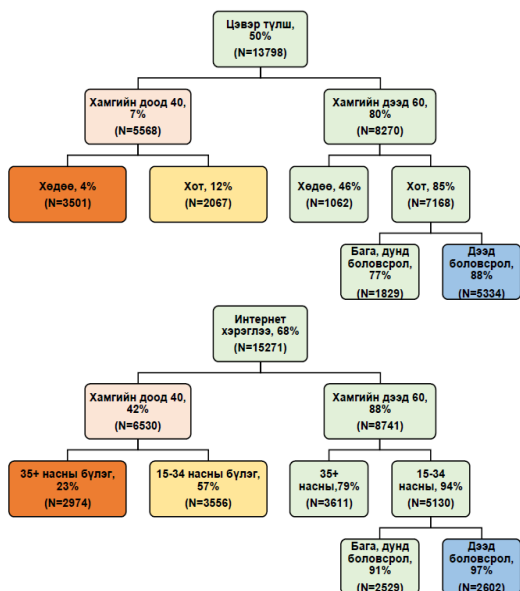 Цэвэр түлш,
50%
(N=13798)
Хамгийн доод 40,
7%
(N=5568)
Хамгийн дээд 60,
80%
(N=8270)
Хөдөө, 4%
(N=3501)
Хот, 12%
(N=2067)
Хөдөө, 46%
(N=1062)
Хот, 85%
(N=7168)
Бага, дунд
боловсрол,
77%
(N=1829)
Дээд
боловсрол,
88%
(N=5334)
Интернет
хэрэглээ, 68%
(N=15271)
Хамгийн доод 40,
42%
(N=6530)
Хамгийн дээд 60,
88%
(N=8741)
35+ насны бүлэг,
23%
(N=2974)
15-34 насны бүлэг,
57%
(N=3556)
35+
насны,79%
(N=3611)
15-34
насны, 94%
(N=5130)
Бага, дунд
боловсрол,
91%
(N=2529)
Дээд
боловсрол,
97%
(N=2602)